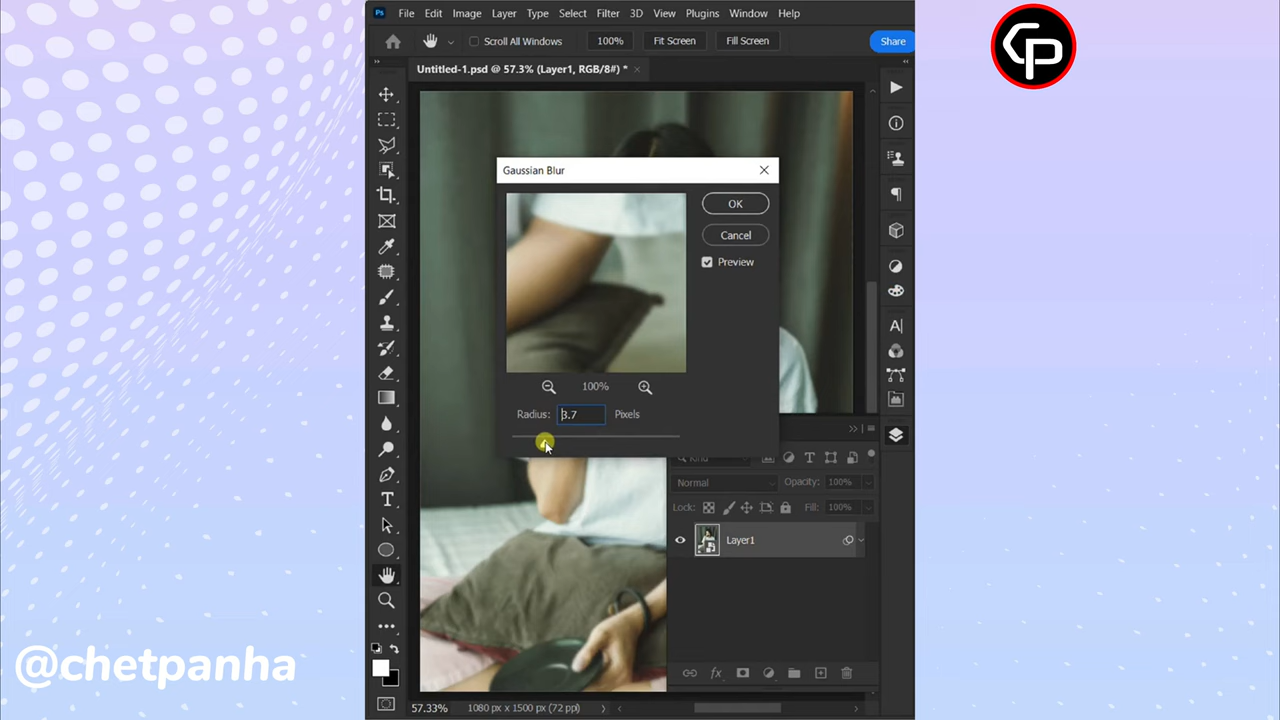 Ps File Edit Image Layer Type Select Filter 3D View Plugins Window Help
CP
Scroll All Windows 100% Fit Screen Fill Screen Share
Untitled-1.psd @ 57.3% (Layer1, RGB/8#) *
Gaussian Blur
OK
Cancel
Preview
100%
Radius: 3.7 Pixels
Kind
Normal Opacity: 100%
Lock: Fill: 100%
Layer1
@chetpanha
57.33% 1080 px x 1500 px (72 ppi)